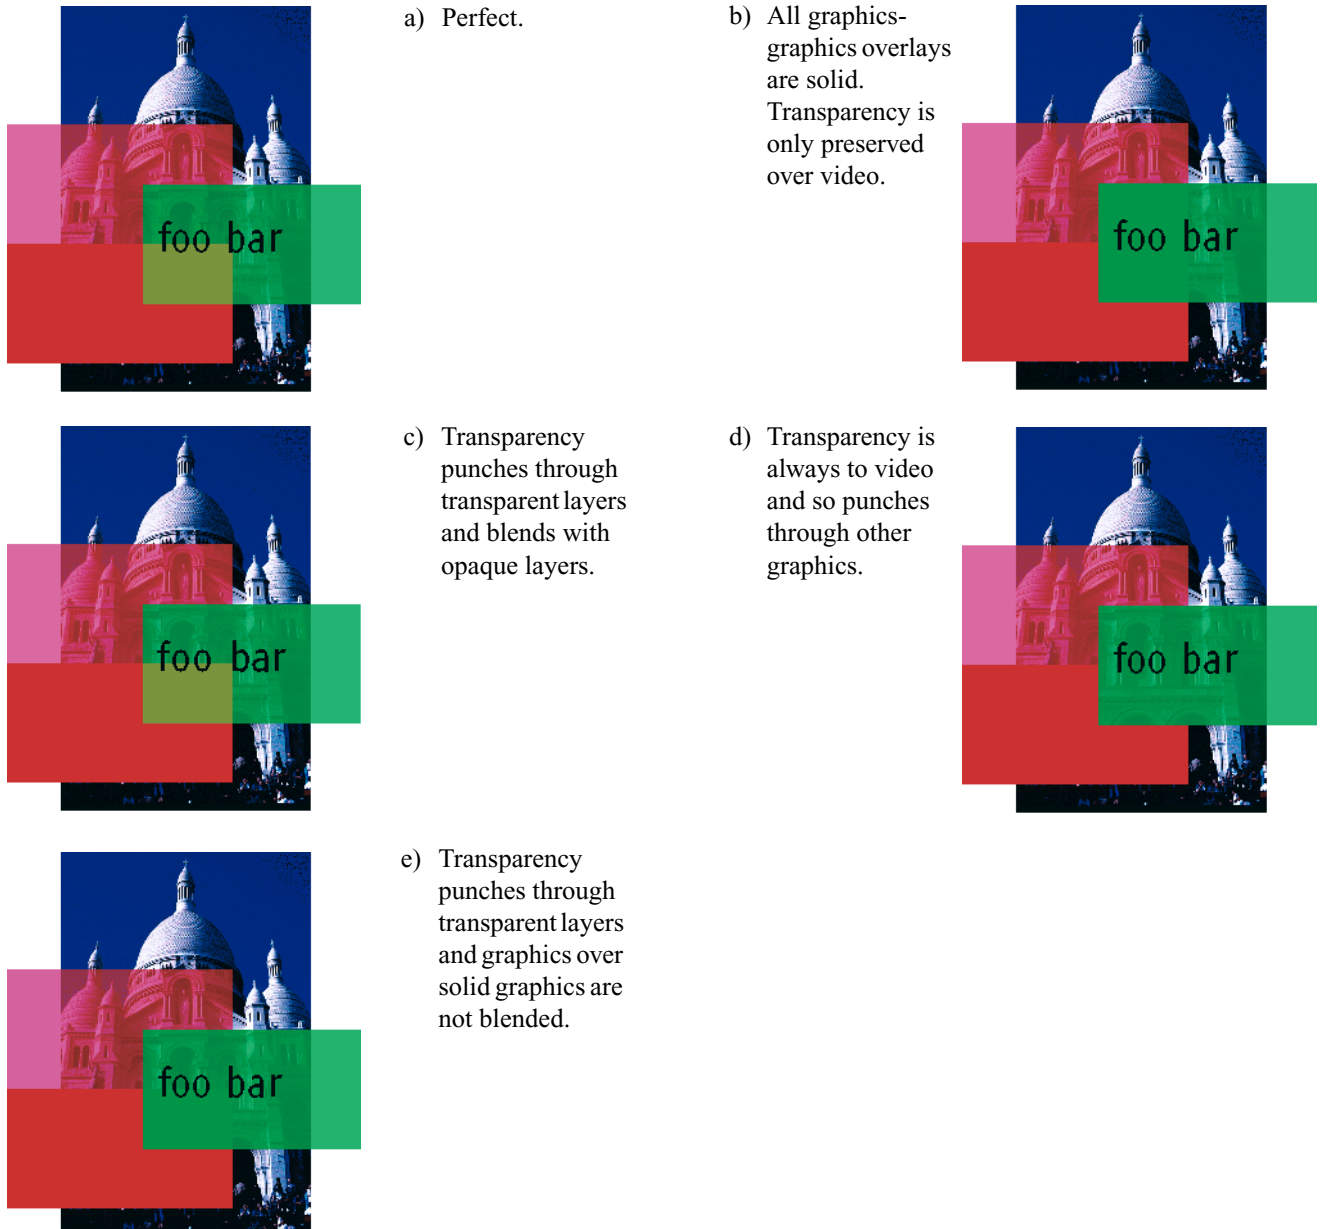 a) Perfect.
b) All graphics-
graphics overlays
are solid.
Transparency is
only preserved
over video.
foo bar
foo bar
c) Transparency
punches through
transparent layers
and blends with
opaque layers.
d) Transparency is
always to video
and so punches
through other
graphics.
foo bar
foo bar
e) Transparency
punches through
transparent layers
and graphics over
solid graphics are
not blended.
foo bar